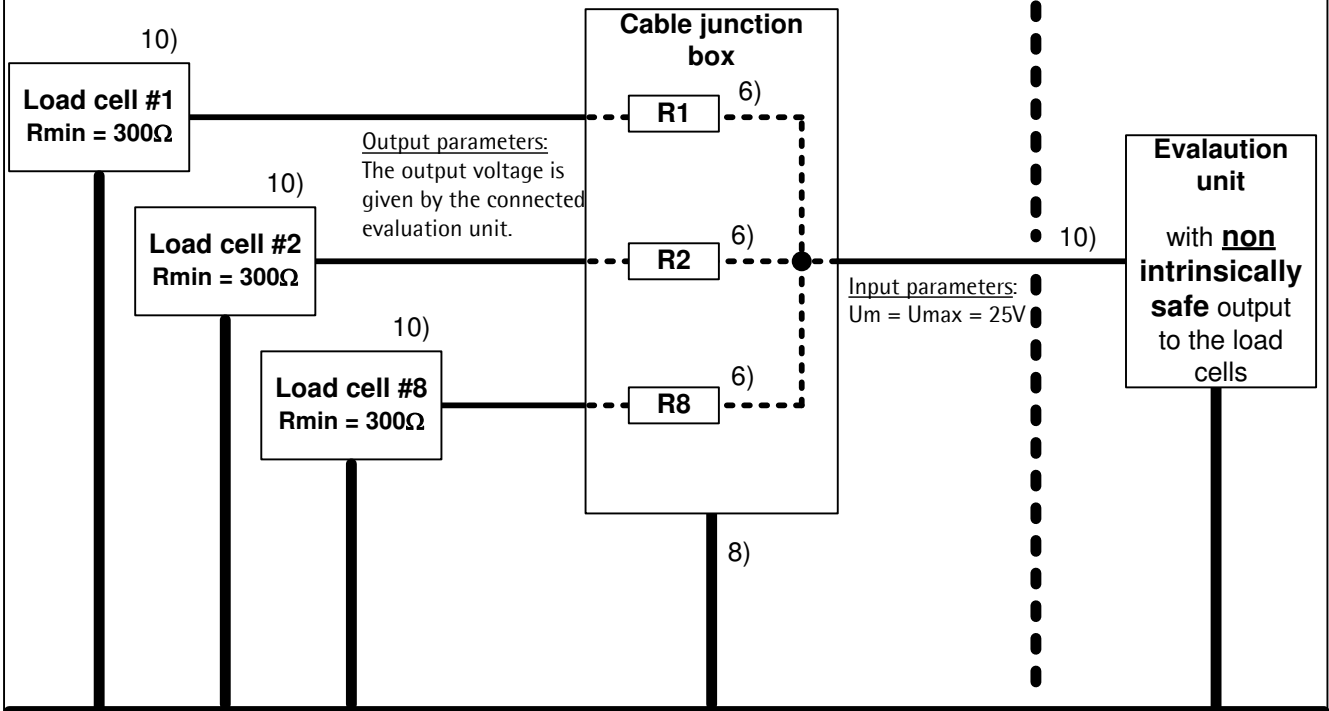 Cable junction
box
10)
Load cell #1
Rmin = 300Ω
R1
6)
Output parameters:
The output voltage is
given by the connected
evaluation unit.
10)
Load cell #2
Rmin = 300Ω
R2
6)
Input parameters:
Um = Umax = 25V
10)
Evalaution
unit
with non
intrinsically
safe output
to the load
cells
10)
Load cell #8
Rmin = 300Ω
R8
6)
8)